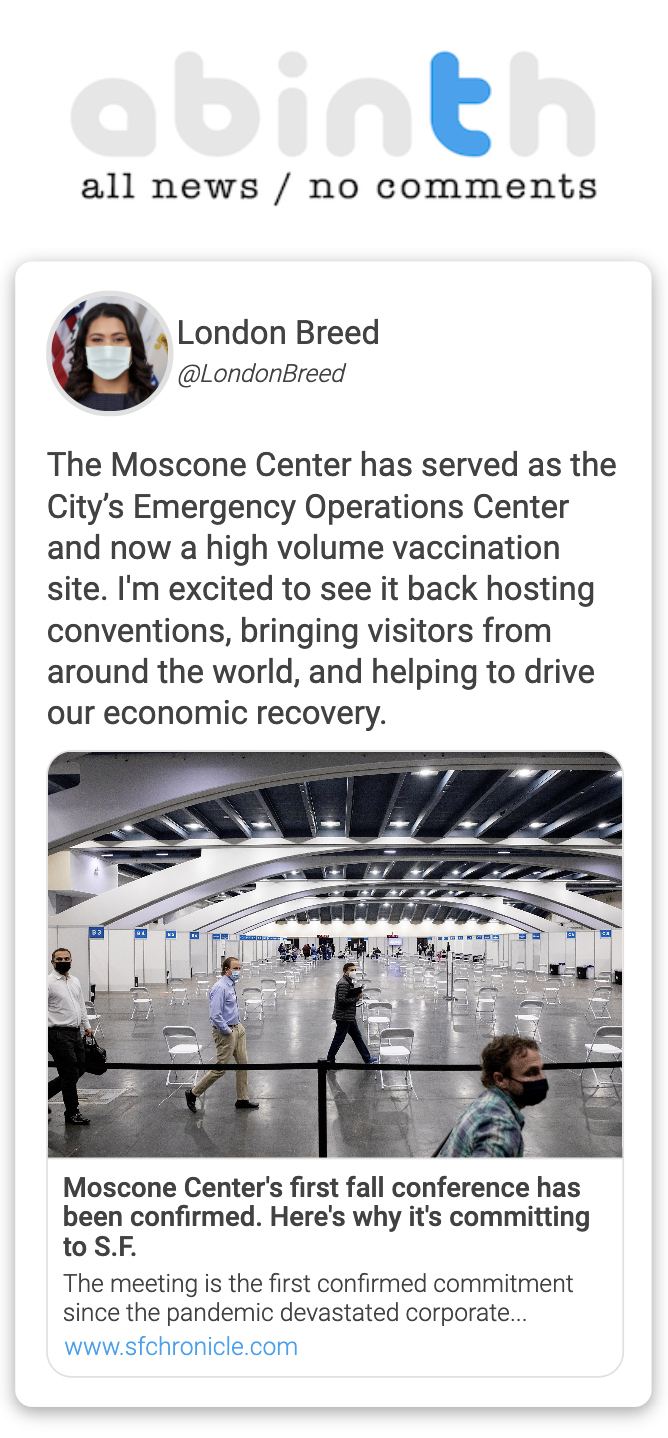 abinth
all news / no comments
London Breed
@LondonBreed
The Moscone Center has served as the
City’s Emergency Operations Center
and now a high volume vaccination
site. I'm excited to see it back hosting
conventions, bringing visitors from
around the world, and helping to drive
our economic recovery.
Moscone Center's first fall conference has
been confirmed. Here's why it's committing
to S.F.
The meeting is the first confirmed commitment
since the pandemic devastated corporate...
www.sfchronicle.com